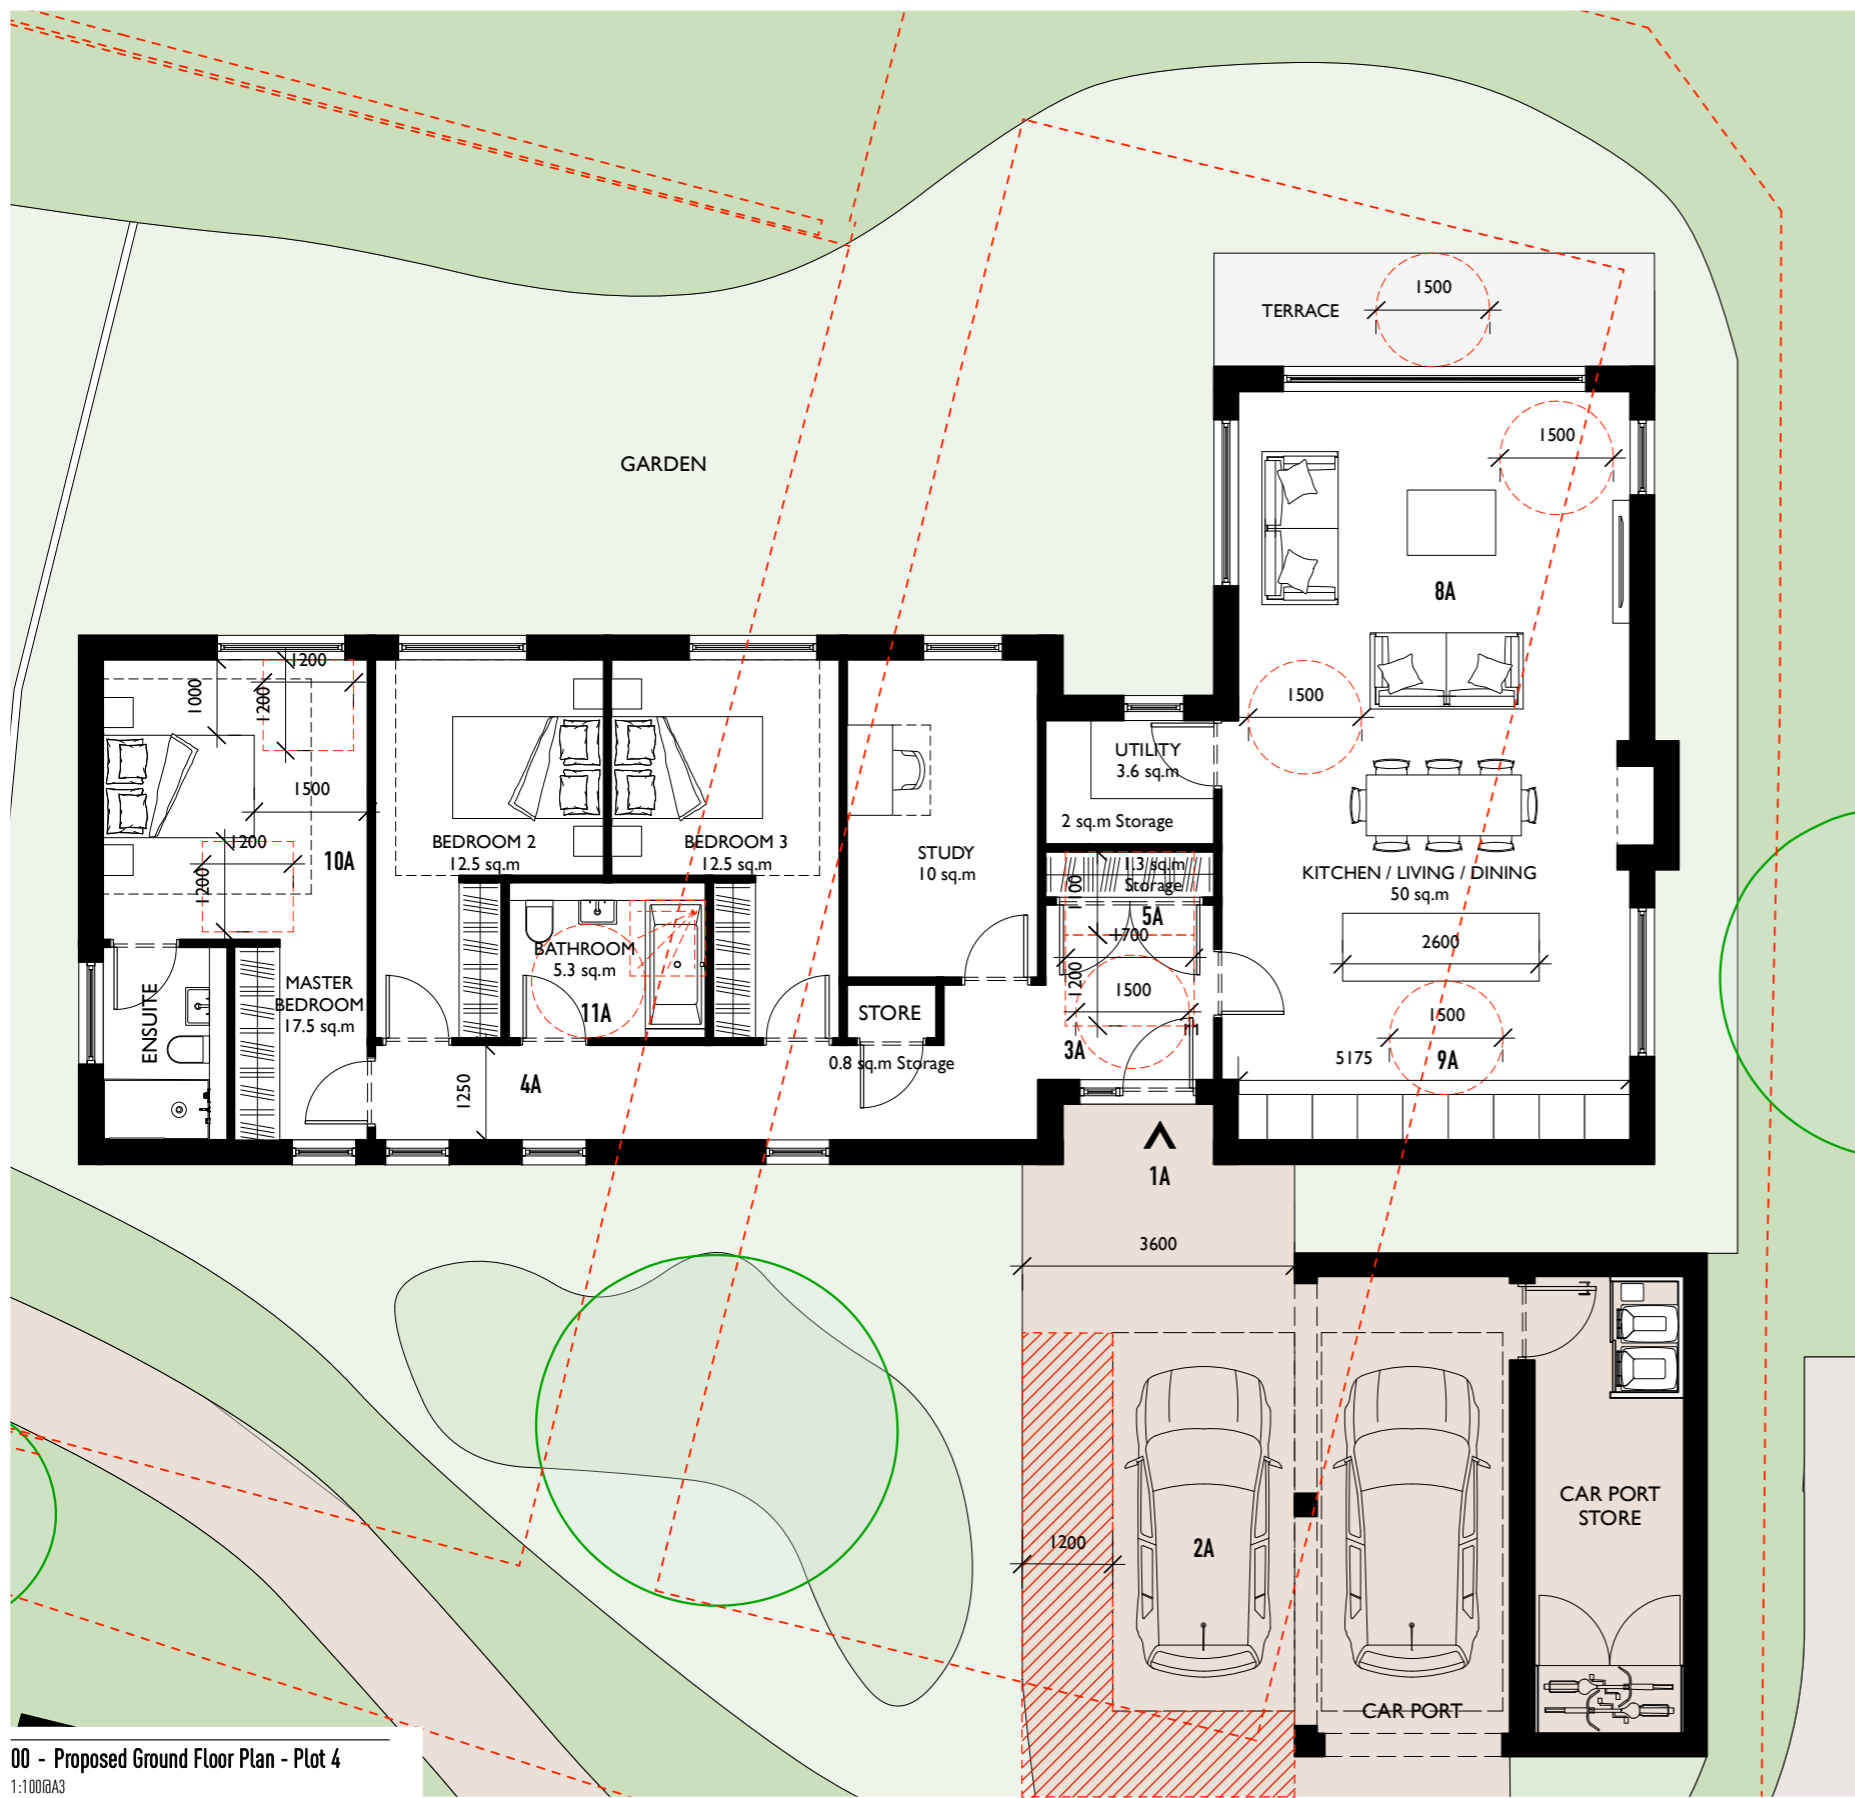 1500
TERRACE
1500
GARDEN
8A
1200
1000
1200
1500
1500
UTILITY
3.6 sq.m
2 sq.m Storage
1200
10A
1200
BEDROOM 2
12.5 sq.m
BEDROOM 3
12.5 sq.m
STUDY
10 sq.m
1.3 sq.m
Storage
1100
5A
1700
KITCHEN / LIVING / DINING
50 sq.m
2600
BATHROOM
5.3 sq.m
11A
MASTER
BEDROOM
17.5 sq.m
ENSUITE
STORE
0.8 sq.m Storage
1200
1500
3A
1500
5175
9A
1250
4A
1A
3600
CAR PORT
STORE
1200
2A
CAR PORT
00 - Proposed Ground Floor Plan - Plot 4
1:100@A3